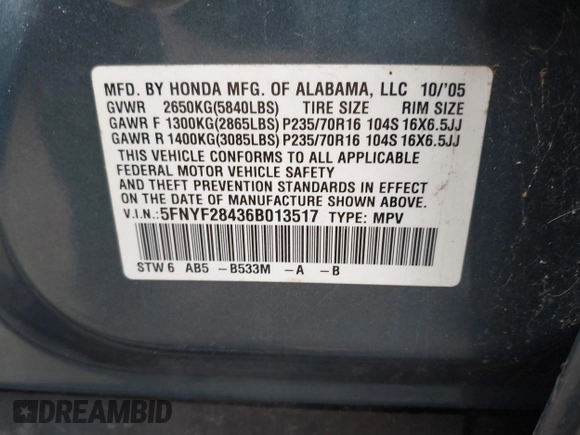 MFD. BY HONDA MFG. OF ALABAMA, LLC 10/'05
GVWR 2650KG(5840LBS) TIRE SIZE RIM SIZE
GAWR F 1300KG(2865LBS) P235/70R16 104S 16X6.5JJ
GAWR R 1400KG(3085LBS) P235/70R16 104S 16X6.5JJ
THIS VEHICLE CONFORMS TO ALL APPLICABLE
FEDERAL MOTOR VEHICLE SAFETY
AND THEFT PREVENTION STANDARDS IN EFFECT
ON THE DATE OF MANUFACTURE SHOWN ABOVE.
V.I.N.:5FNYF28436B013517 TYPE: MPV
STW6 AB5 -B533M -A -B
DREAMBID